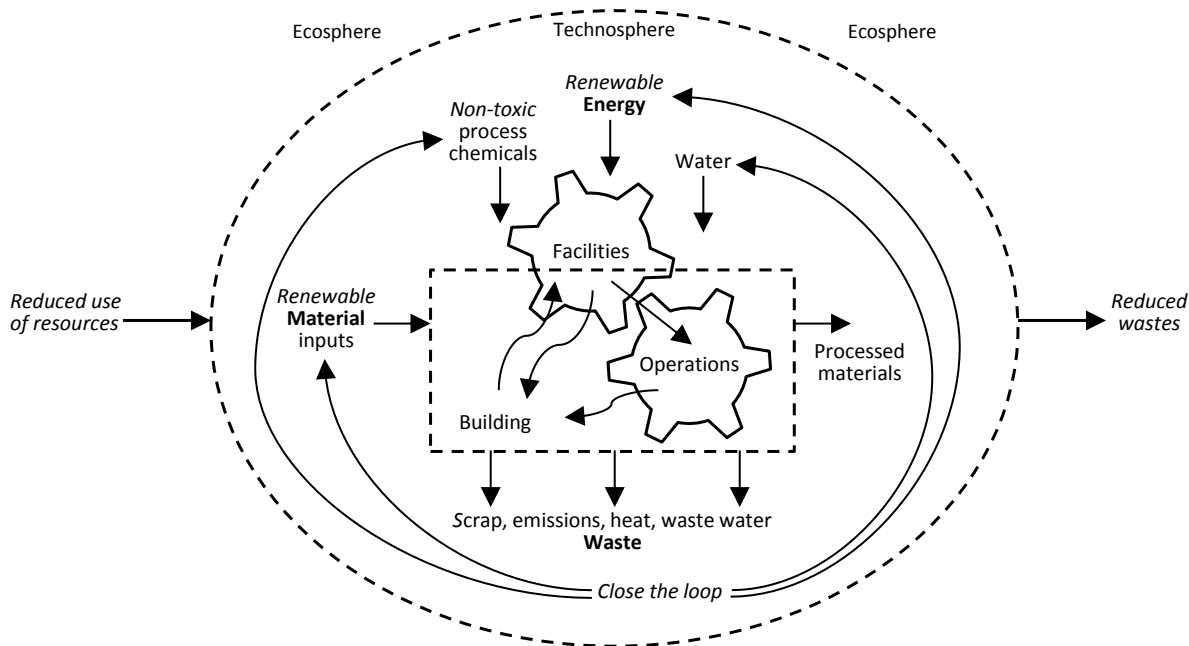 Ecosphere
Technosphere
Ecosphere
Renewable
Energy
Non-toxic
process
chemicals
Water
Facilities
Reduced use
of resources
Renewable
Material
inputs
Reduced
wastes
Operations
Processed
materials
Building
Scrap, emissions, heat, waste water
Waste
Close the loop